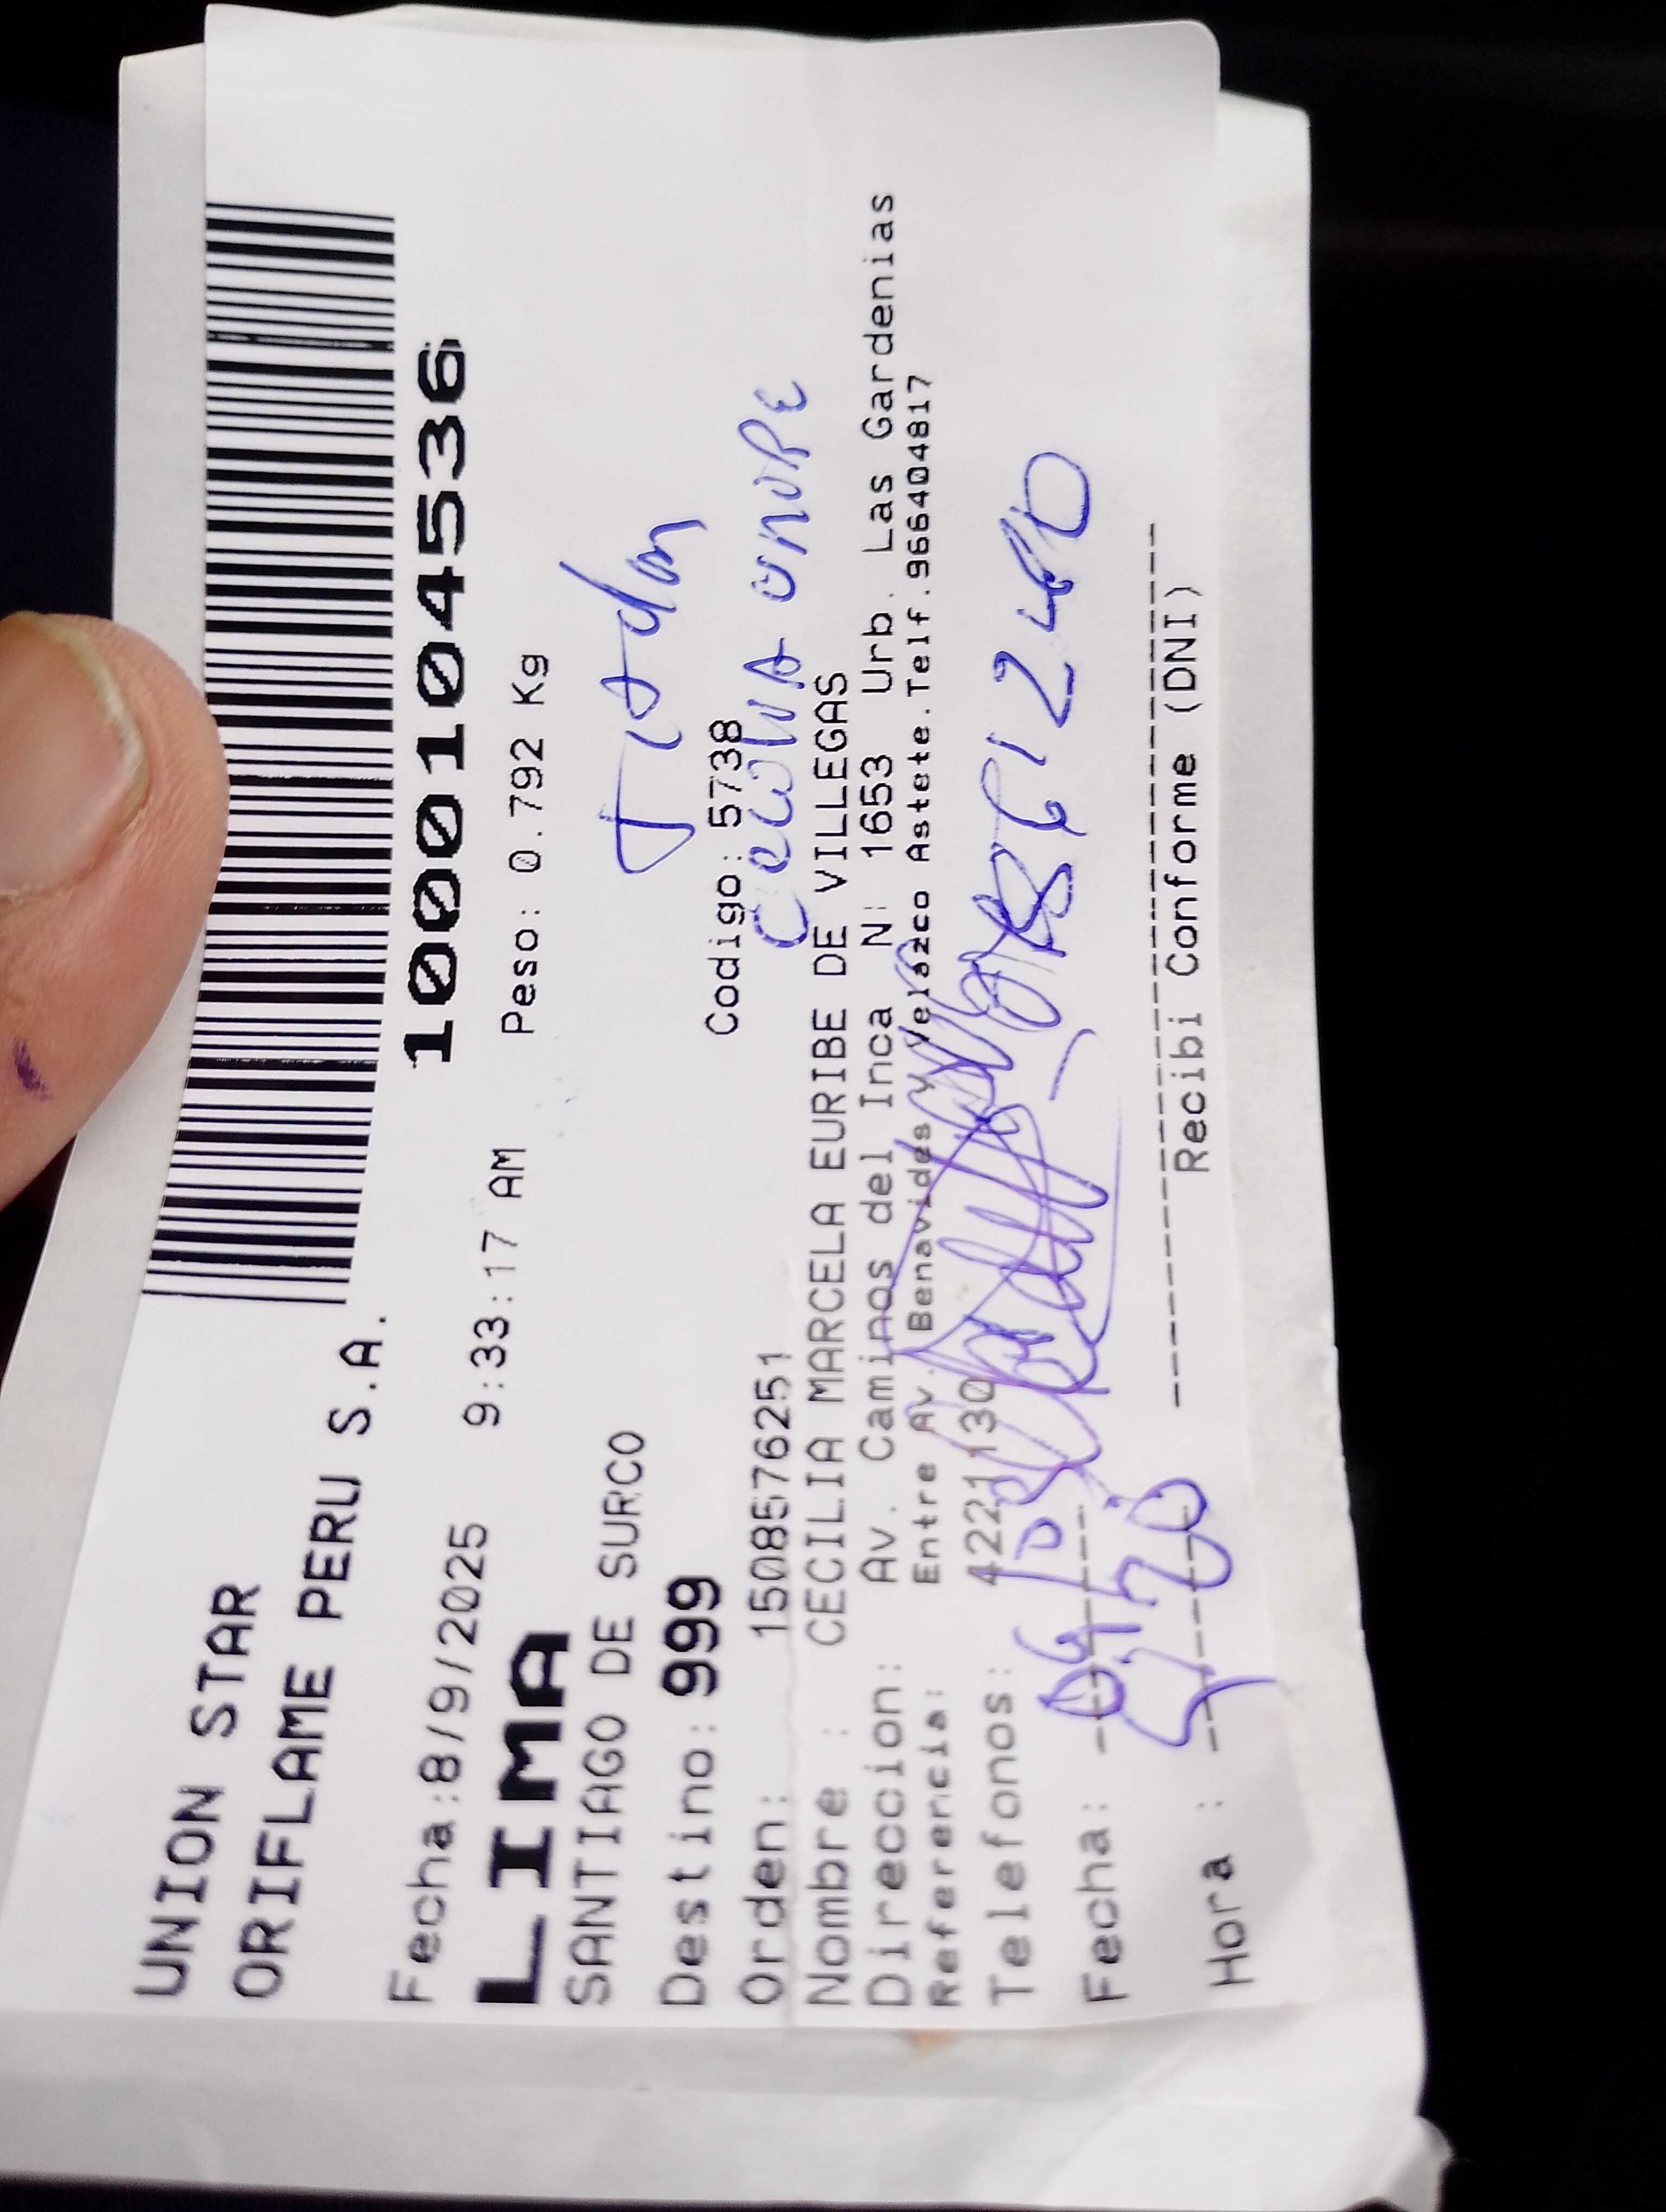 UNION STAR
ORIFLAME PERU S.A.
1000104536
Fecha:8/9/2025 9:33:17 AM Peso: 0.792 Kg
LIMA
SANTIAGO DE SURCO
Destino: 999
Codigo: 5738
Orden: 1508576251
Nombre : CECILIA MARCELA EURIBE DE VILLEGAS
Direccion: Av. Caminos del Inca N: 1653 Urb. Las Gardenias
Referencia: Entre Av. Benavides y Velazco Astete.Telf.966404817
Telefonos: 4221130
Fecha:
Hora :
Recibi Conforme (DNI)